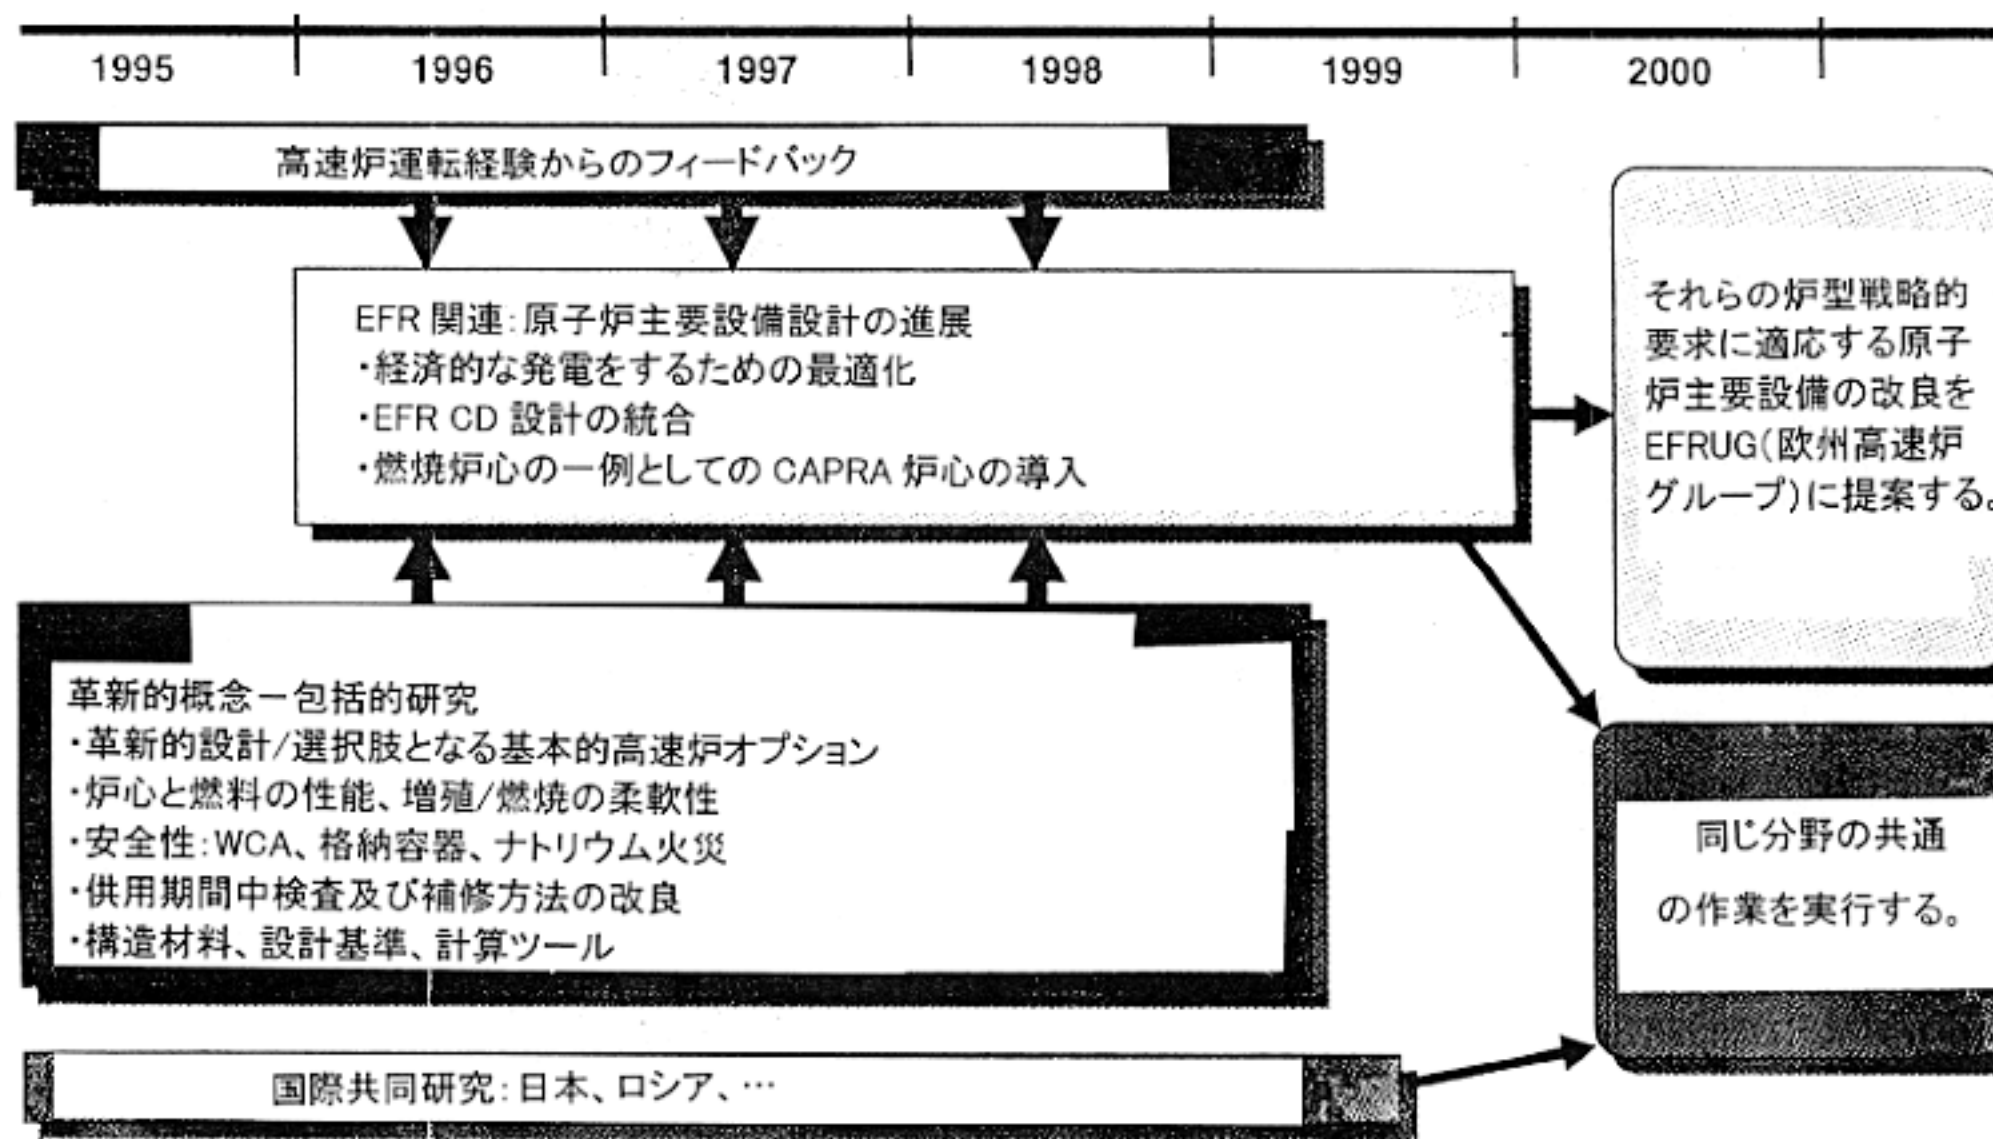 1995 1996 1997 1998 1999 2000
高速炉運転経験からのフィードバック
EFR 関連:原子炉主要設備設計の進展
・経済的な発電をするための最適化
・EFR CD 設計の統合
・燃焼炉心の一例としての CAPRA 炉心の導入
それらの炉型戦略的
要求に適応する原子
炉主要設備の改良を
EFRUG(欧州高速炉
グループ)に提案する。
革新的概念－包括的研究
・革新的設計/選択肢となる基本的高速炉オプション
・炉心と燃料の性能、増殖/燃焼の柔軟性
・安全性:WCA、格納容器、ナトリウム火災
・供用期間中検査及び補修方法の改良
・構造材料、設計基準、計算ツール
同じ分野の共通
の作業を実行する。
国際共同研究:日本、ロシア、…